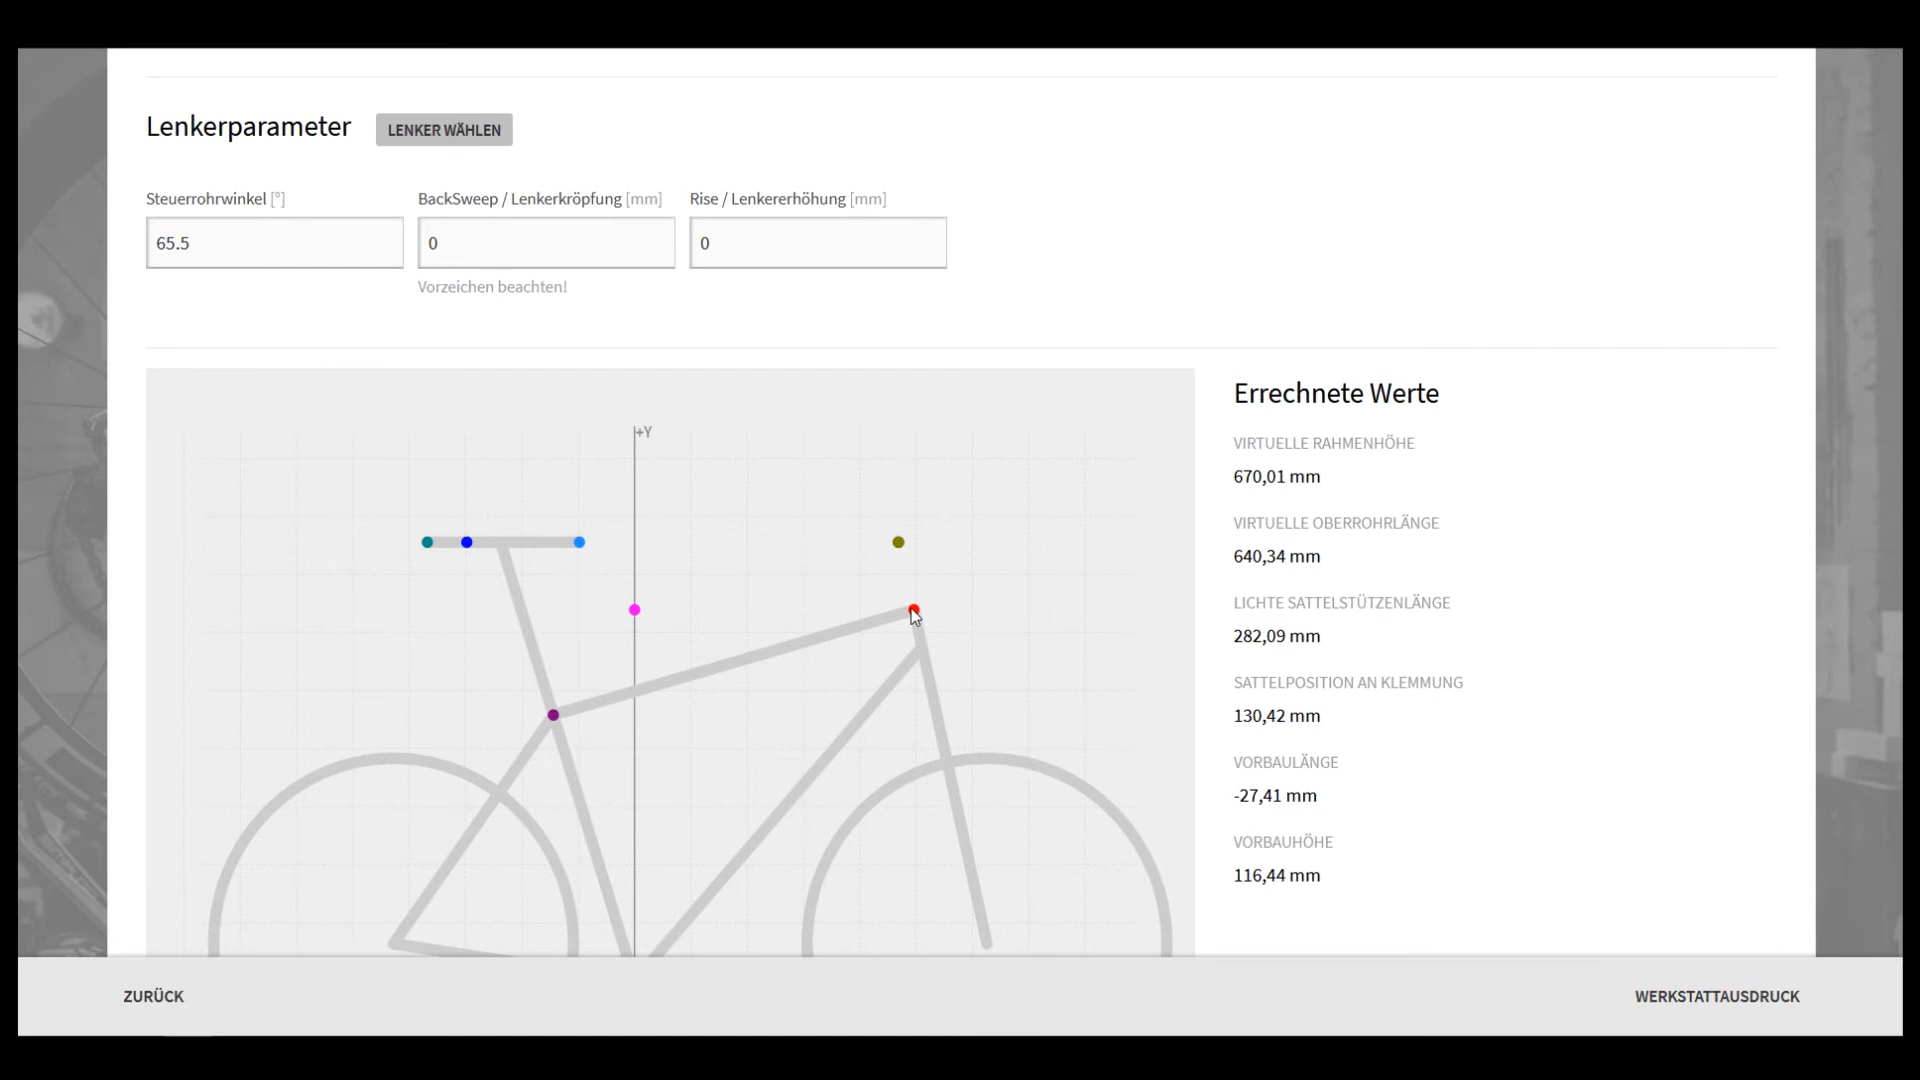 Lenkerparameter LENKER WÄHLEN
Steuerrohrwinkel [°] BackSweep / Lenkerkröpfung [mm] Rise / Lenkererhöhung [mm]
65.5 0 0
Vorzeichen beachten!
Errechnete Werte
+Y
VIRTUELLE RAHMENHÖHE
670,01 mm
VIRTUELLE OBERROHRLÄNGE
640,34 mm
LICHTE SATTELSTÜTZENLÄNGE
282,09 mm
SATTELPOSITION AN KLEMMUNG
130,42 mm
VORBAULÄNGE
-27,41 mm
VORBAUHÖHE
116,44 mm
ZURÜCK WERKSTATTAUSDRUCK